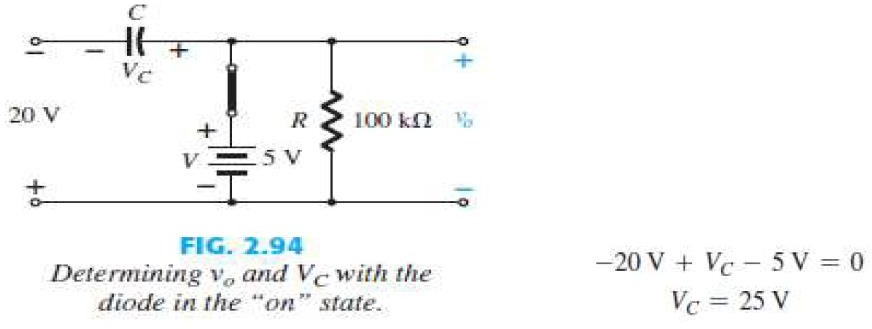 C
− +
V_C
−
20 V
+
+
V
−
5 V
R
100 kΩ
+
v_o
−
FIG. 2.94
Determining v_o and V_C with the
diode in the “on” state.
−20 V + V_C − 5 V = 0
V_C = 25 V